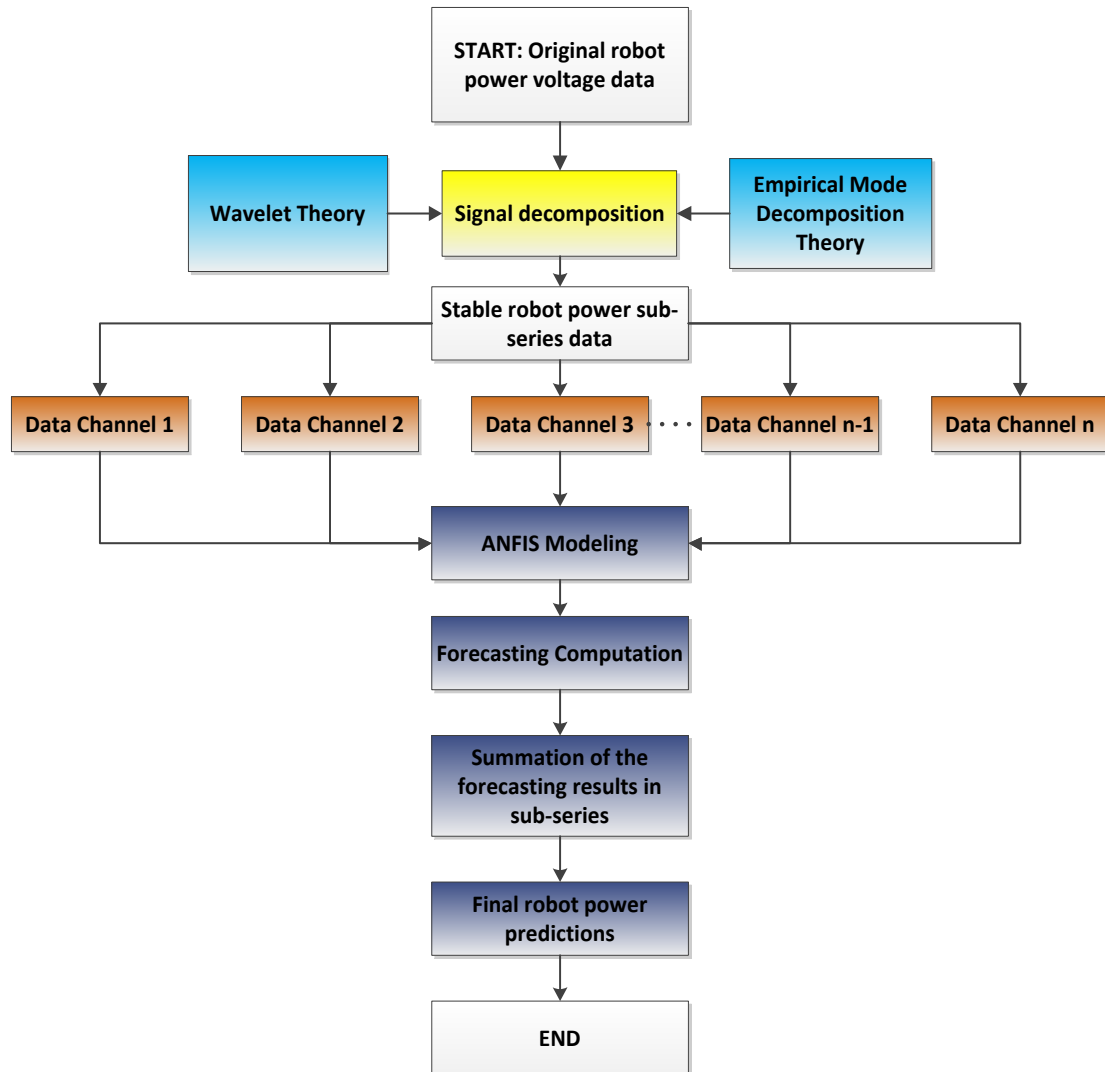 START: Original robot
power voltage data
Wavelet Theory
Signal decomposition
Empirical Mode
Decomposition
Theory
Stable robot power sub-
series data
Data Channel 1
Data Channel 2
Data Channel 3
Data Channel n-1
Data Channel n
ANFIS Modeling
Forecasting Computation
Summation of the
forecasting results in
sub-series
Final robot power
predictions
END